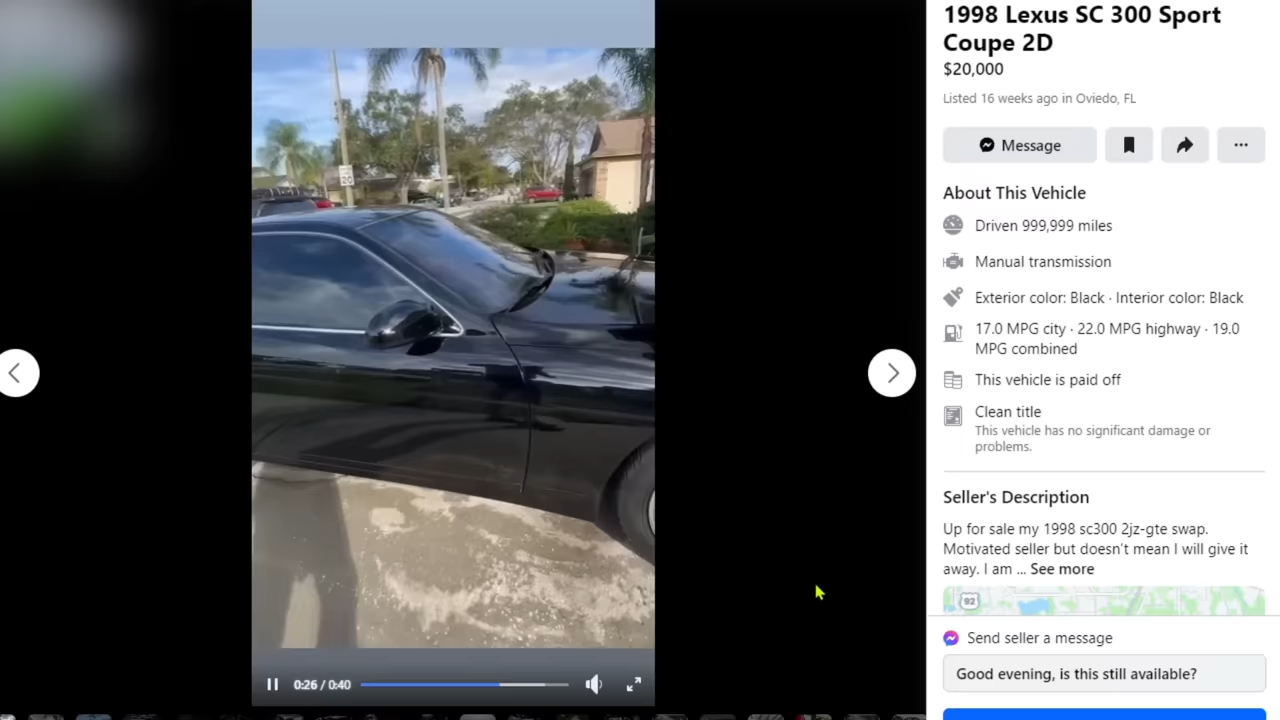 1998 Lexus SC 300 Sport
Coupe 2D
$20,000
Listed 16 weeks ago in Oviedo, FL
Message
About This Vehicle
Driven 999,999 miles
Manual transmission
Exterior color: Black · Interior color: Black
17.0 MPG city · 22.0 MPG highway · 19.0
MPG combined
This vehicle is paid off
Clean title
This vehicle has no significant damage or
problems.
Seller's Description
Up for sale my 1998 sc300 2jz-gte swap.
Motivated seller but doesn't mean I will give it
away. I am ... See more
92
Send seller a message
Good evening, is this still available?
20
0:26 / 0:40